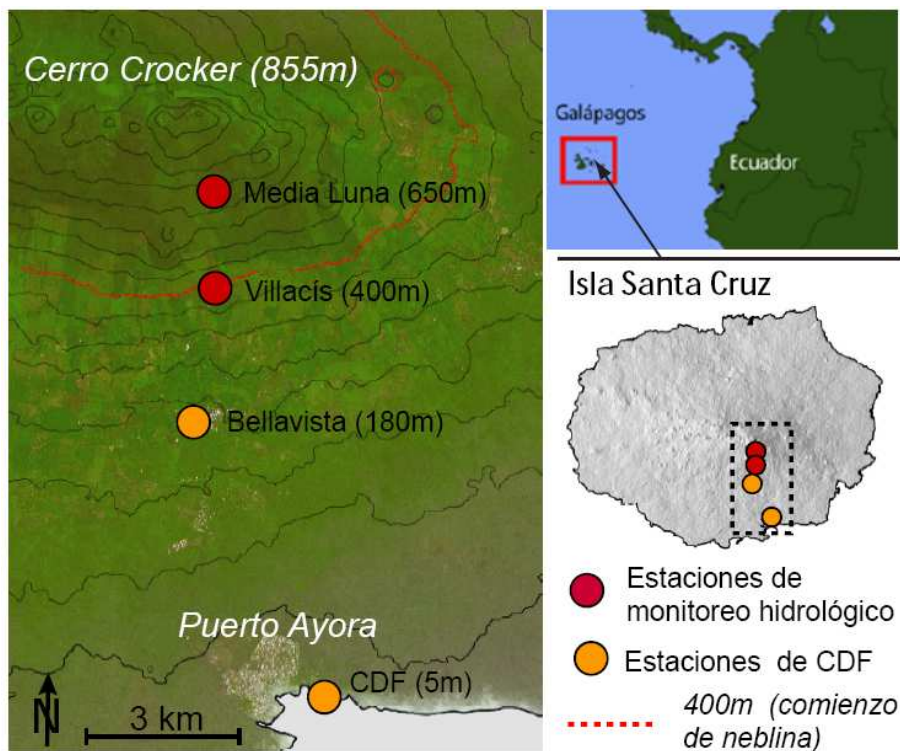 Cerro Crocker (855m)
Media Luna (650m)
Villacís (400m)
Bellavista (180m)
Puerto Ayora
CDF (5m)
N
3 km
Galápagos
Ecuador
Isla Santa Cruz
Estaciones de
monitoreo hidrológico
Estaciones de CDF
400m (comienzo
de neblina)